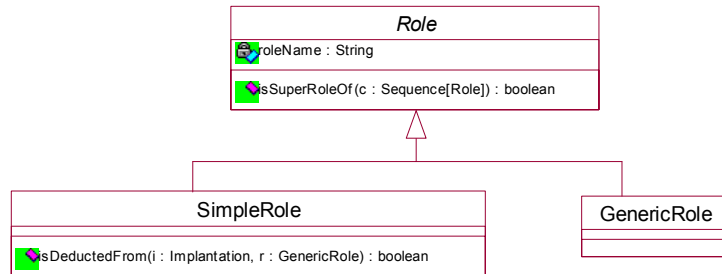 Role
roleName : String
isSuperRoleOf(c : Sequence[Role]) : boolean
SimpleRole
GenericRole
isDeductedFrom(i : Implantation, r : GenericRole) : boolean